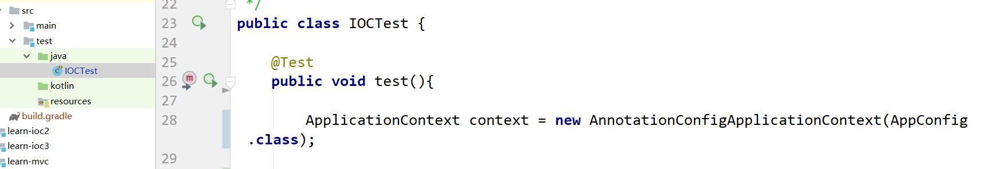 src
main
test
java
IOCTest
kotlin
resources
build.gradle
learn-ioc2
learn-ioc3
learn-mvc
22 */
23 public class IOCTest {
24
25 @Test
26 public void test(){
27
28 ApplicationContext context = new AnnotationConfigApplicationContext(AppConfig
.class);
29